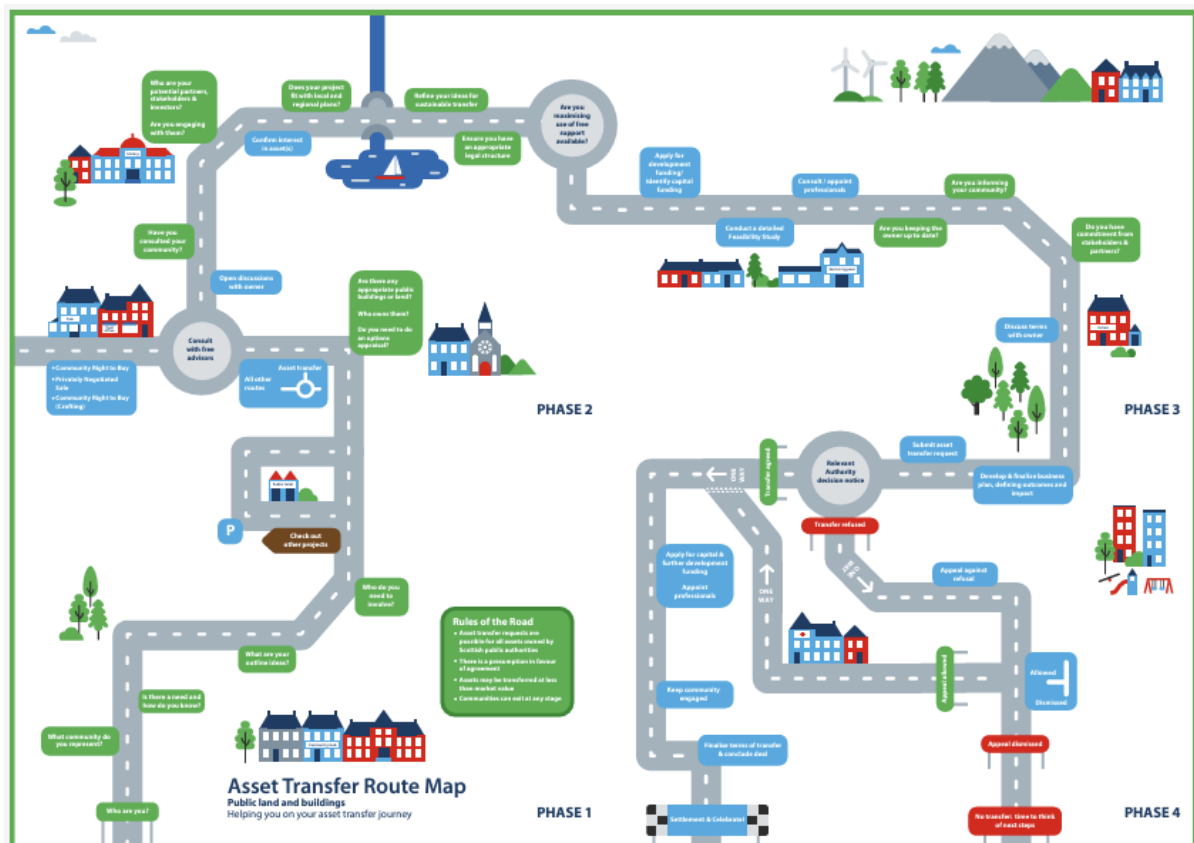 Who are your
potential partners,
stakeholders &
investors?
Are you engaging
with them?
Does your project
fit with local and
regional plans?
Refine your ideas for
sustainable transfer
Confirm interest
in asset(s)
Ensure you have
an appropriate
legal structure
Are you
maximising
use of free
support
available?
Have you
consulted your
community?
Open discussions
with owner
Consult
with free
advisors
• Community Right to Buy
• Privately Negotiated
Sale
• Community Right to Buy
(Crofting)
Asset transfer
All other
routes
Are there any
appropriate public
buildings or land?
Who owns them?
Do you need to do
an options
appraisal?
PHASE 2
Apply for
development
funding/
Identify capital
funding
Consult / appoint
professionals
Are you informing
your community?
Conduct a detailed
Feasibility Study
Are you keeping the
owner up to date?
Do you have
commitment from
stakeholders &
partners?
Discuss terms
with owner
PHASE 3
P
Check out
other projects
Who do you
need to
involve?
What are your
outline ideas?
Is there a need and
how do you know?
What community do
you represent?
Who are you?
Rules of the Road
• Asset transfer requests are
possible for all assets owned by
Scottish public authorities
• There is a presumption in favour
of agreement
• Assets may be transferred at less
than market value
• Communities can exit at any stage
Asset Transfer Route Map
Public land and buildings
Helping you on your asset transfer journey
PHASE 1
Develop & finalise business
plan, defining outcomes and
impact
Submit asset
transfer request
Relevant
Authority
decision notice
Transfer agreed
ONE
WAY
Transfer refused
ONE
WAY
Appeal against
refusal
Allowed
Dismissed
Appeal allowed
ONE
WAY
Appeal dismissed
No transfer: time to think
of next steps
Apply for capital &
further development
funding
Appoint
professionals
Keep community
engaged
Finalise terms of transfer
& conclude deal
Settlement & Celebrate!
PHASE 4